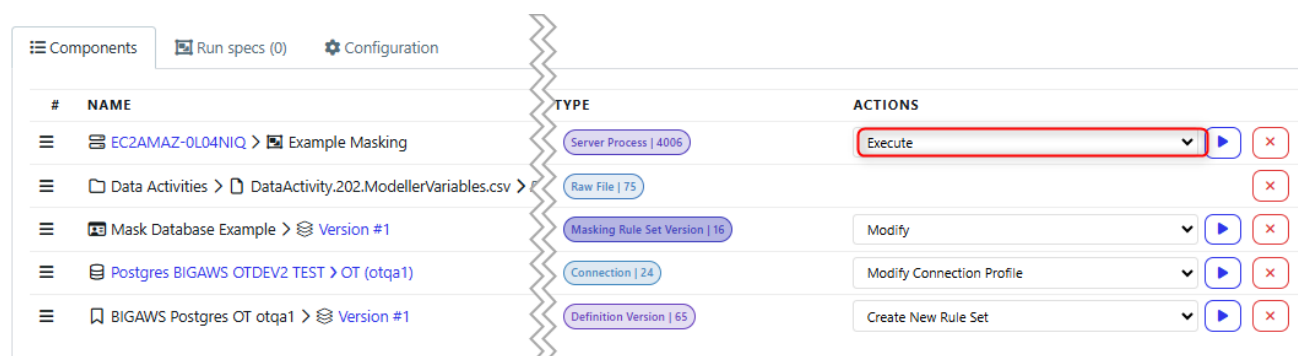 Components Run specs (0) Configuration
# NAME TYPE ACTIONS
EC2AMAZ-0L04NIQ > Example Masking Server Process | 4006 Execute
Data Activities > DataActivity.202.ModellerVariables.csv > Raw File | 75
Mask Database Example > Version #1 Masking Rule Set Version | 16 Modify
Postgres BIGAWS OTDEV2 TEST > OT (otqa1) Connection | 24 Modify Connection Profile
BIGAWS Postgres OT otqa1 > Version #1 Definition Version | 65 Create New Rule Set